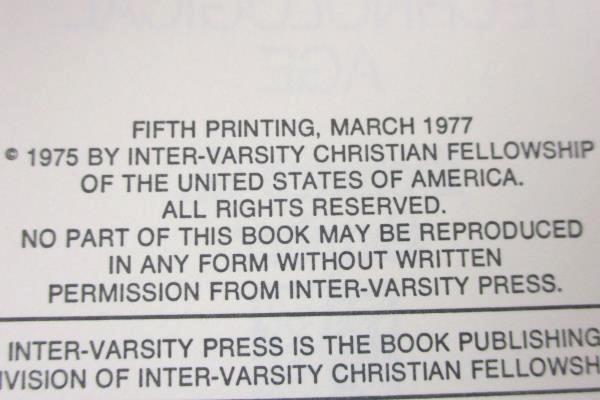 FIFTH PRINTING, MARCH 1977
© 1975 BY INTER-VARSITY CHRISTIAN FELLOWSHIP
OF THE UNITED STATES OF AMERICA.
ALL RIGHTS RESERVED.
NO PART OF THIS BOOK MAY BE REPRODUCED
IN ANY FORM WITHOUT WRITTEN
PERMISSION FROM INTER-VARSITY PRESS.
INTER-VARSITY PRESS IS THE BOOK PUBLISHING
IVISION OF INTER-VARSITY CHRISTIAN FELLOWSH